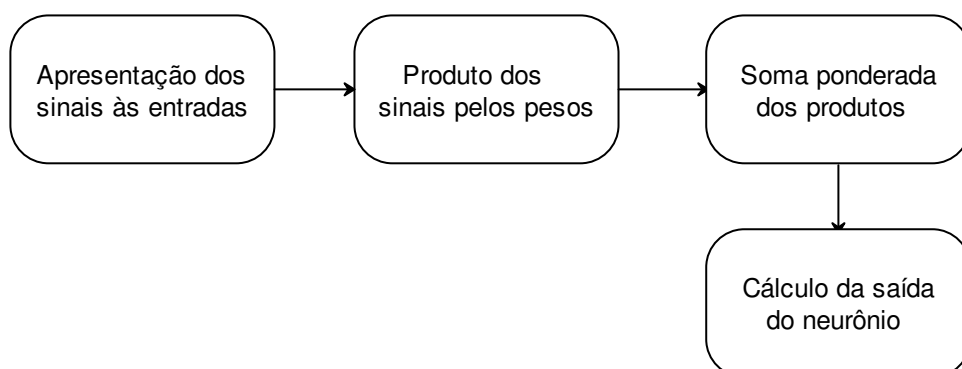 Apresentação dos
sinais às entradas
Produto dos
sinais pelos pesos
Soma ponderada
dos produtos
Cálculo da saída
do neurônio